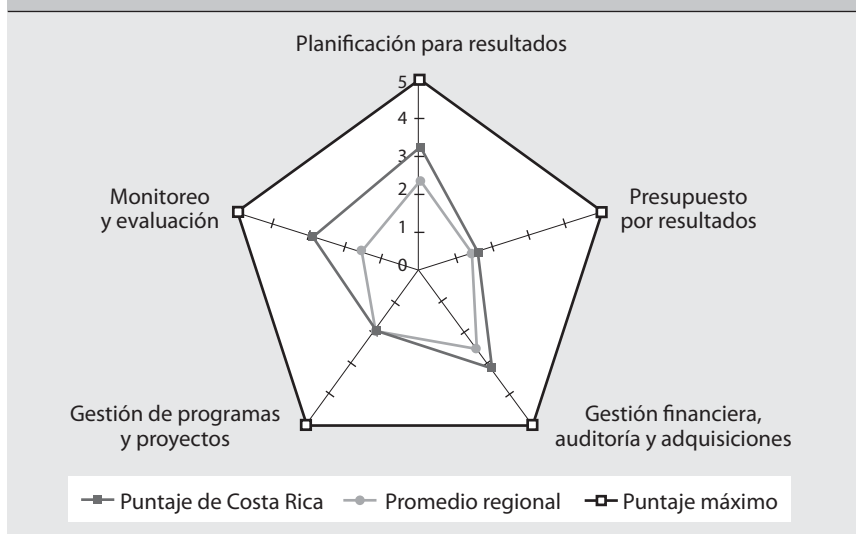 Planificación para resultados
5
4
3
2
1
0
Monitoreo
y evaluación
Presupuesto
por resultados
Gestión de programas
y proyectos
Gestión financiera,
auditoría y adquisiciones
Puntaje de Costa Rica
Promedio regional
Puntaje máximo